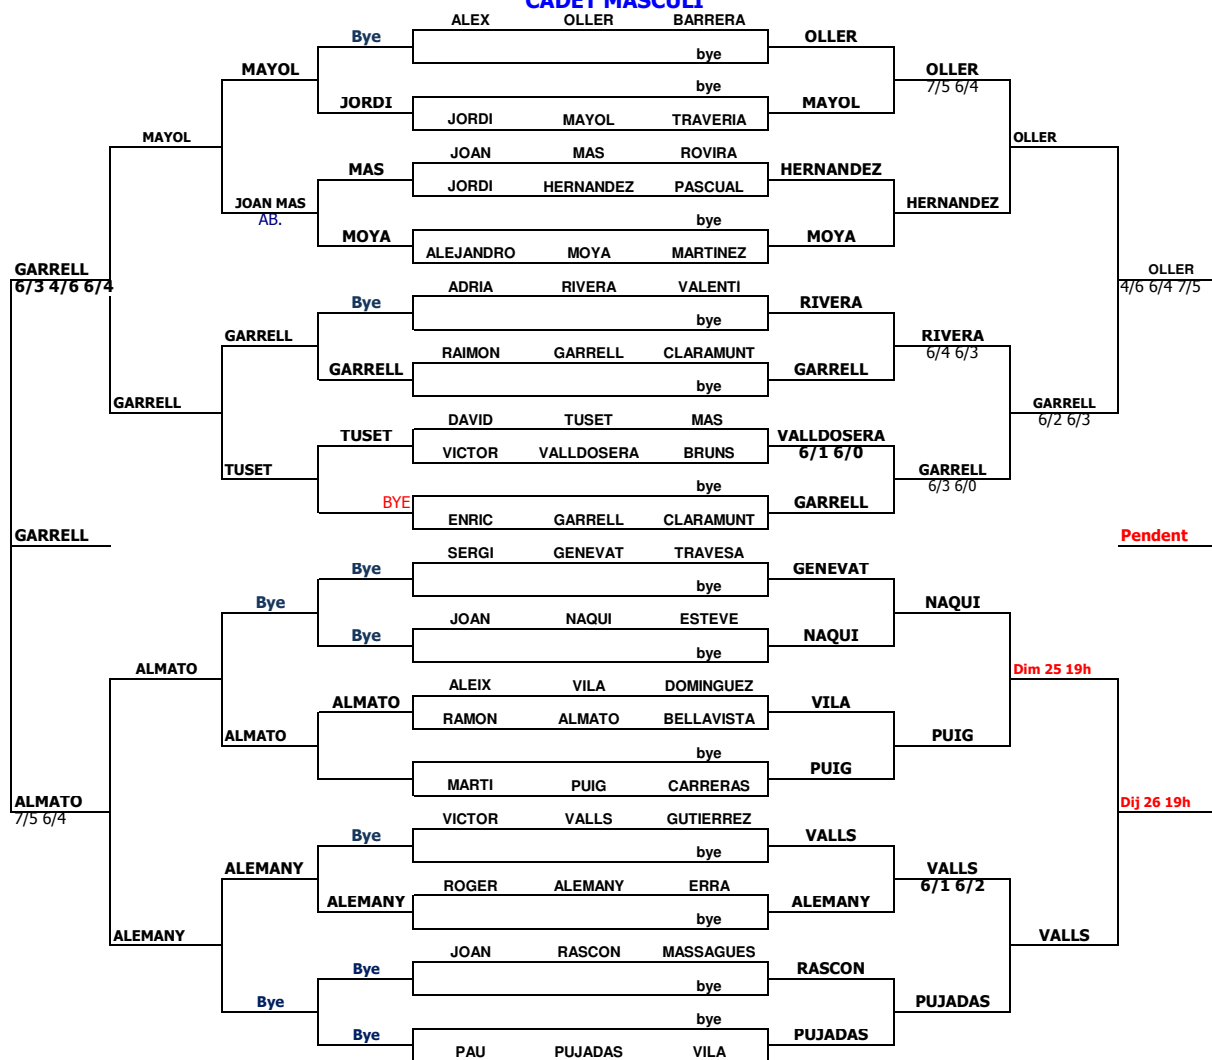 CADET MASCULI
ALEX OLLER BARRERA
Bye OLLER
bye
MAYOL OLLER
bye 7/5 6/4
JORDI MAYOL
JORDI MAYOL TRAVERIA
MAYOL OLLER
JOAN MAS ROVIRA
MAS HERNANDEZ
JORDI HERNANDEZ PASCUAL
JOAN MAS HERNANDEZ
AB. bye
MOYA MOYA
ALEJANDRO MOYA MARTINEZ
GARRELL OLLER
6/3 4/6 6/4 ADRIA RIVERA VALENTI 4/6 6/4 7/5
Bye RIVERA
bye
GARRELL RIVERA
RAIMON GARRELL CLARAMUNT 6/4 6/3
GARRELL GARRELL
bye
GARRELL GARRELL
DAVID TUSET MAS 6/2 6/3
TUSET VALLDOSERA
VICTOR VALLDOSERA BRUNS 6/1 6/0
TUSET GARRELL
bye 6/3 6/0
BYE GARRELL
ENRIC GARRELL CLARAMUNT
GARRELL Pendent
SERGI GENEVAT TRAVESA
Bye GENEVAT
bye
Bye NAQUI
JOAN NAQUI ESTEVE
Bye NAQUI
bye
ALMATO Dim 25 19h
ALEIX VILA DOMINGUEZ
ALMATO VILA
RAMON ALMATO BELLAVISTA
ALMATO PUIG
bye
PUIG
MARTI PUIG CARRERAS
ALMATO Dij 26 19h
7/5 6/4 VICTOR VALLS GUTIERREZ
Bye VALLS
bye
ALEMANY VALLS
ROGER ALEMANY ERRA 6/1 6/2
ALEMANY ALEMANY
bye
ALEMANY VALLS
JOAN RASCON MASSAGUES
Bye RASCON
bye
Bye PUJADAS
bye
Bye PUJADAS
PAU PUJADAS VILA